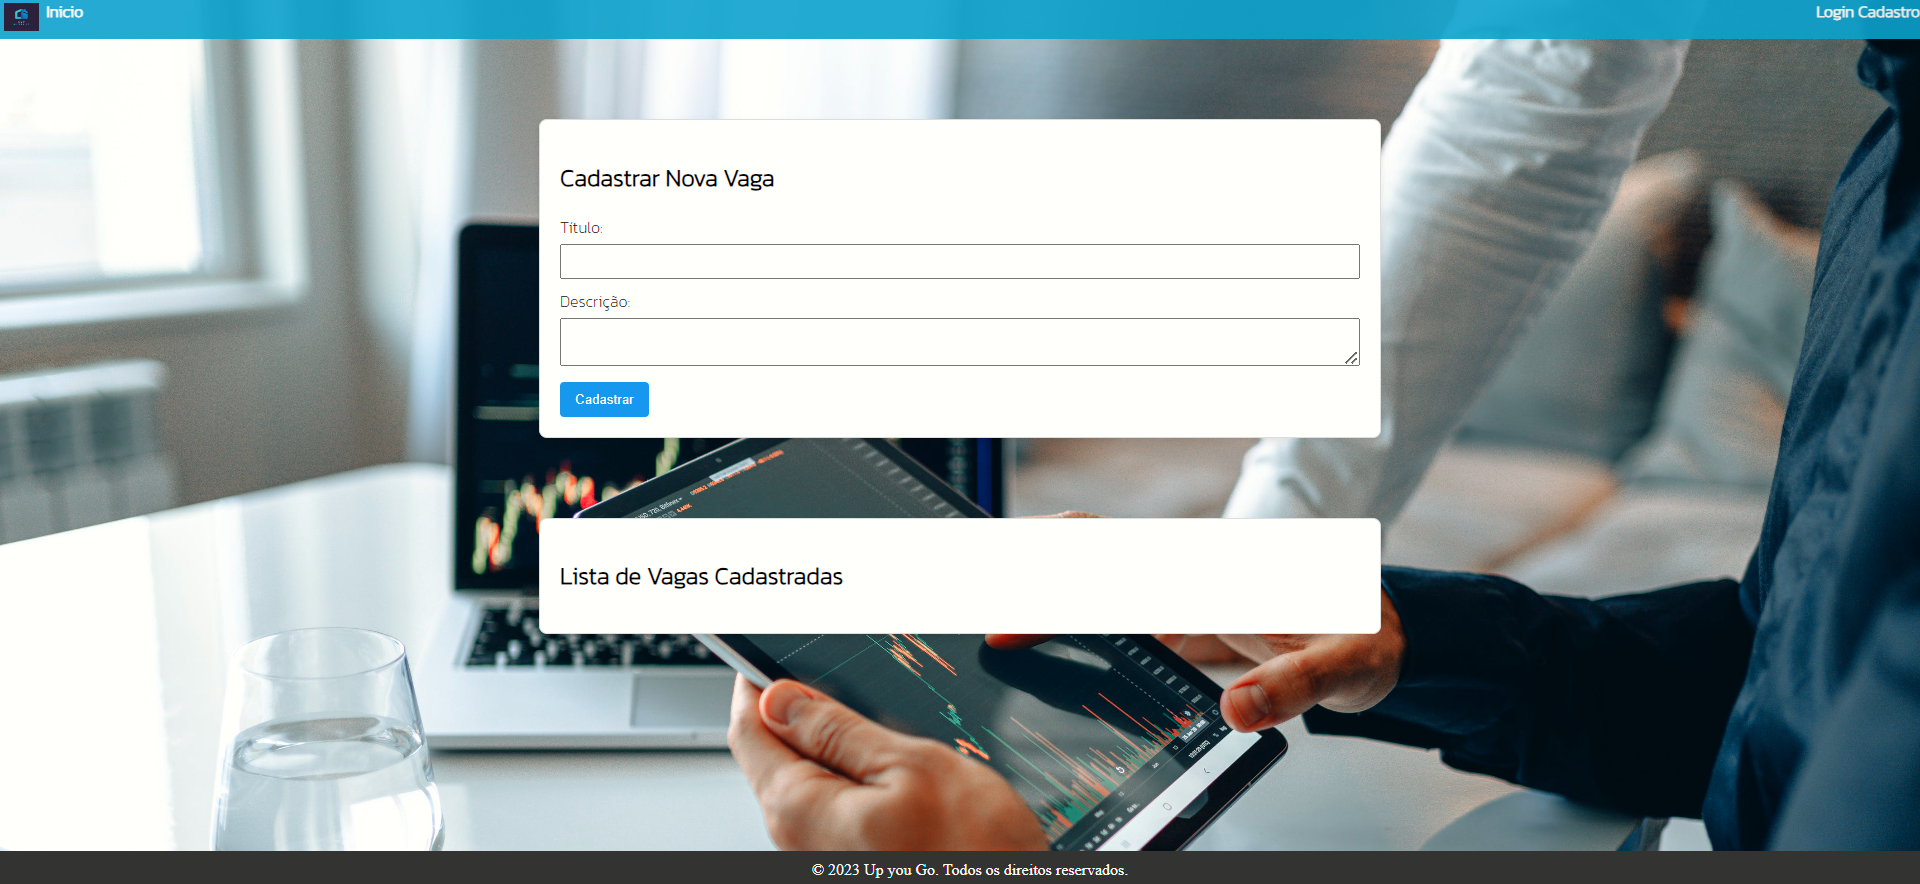 Inicio
Login Cadastro
Cadastrar Nova Vaga
Título:
Descrição:
Cadastrar
Lista de Vagas Cadastradas
© 2023 Up you Go. Todos os direitos reservados.